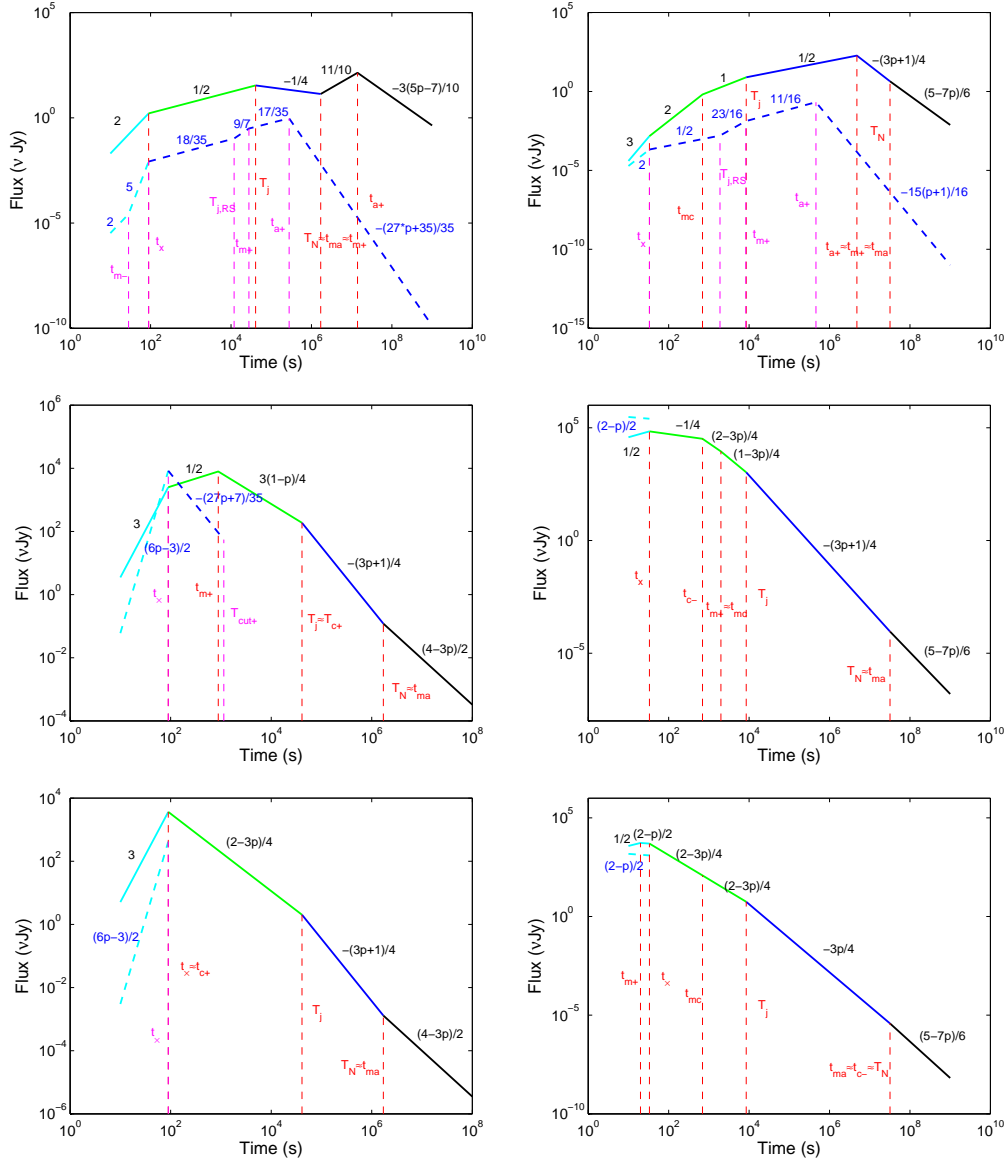 Flux (ν Jy)
10^5
10^0
10^-5
10^-10
2
1/2
−1/4
11/10
−3(5p−7)/10
2
5
18/35
9/7
17/35
−(27*p+35)/35
t_m−
t_×
T_j,RS
t_m+
T_j
t_a+
T_N≈t_ma≈t_m+
t_a+
10^0
10^2
10^4
10^6
10^8
10^10
Time (s)
Flux (ν Jy)
10^5
10^0
10^-5
10^-10
10^-15
3
2
1
1/2
−(3p+1)/4
(5−7p)/6
2
1/2
23/16
11/16
−15(p+1)/16
t_×
t_mc
T_j,RS
T_j
t_m+
t_a+
t_a+≈t_m+≈t_ma
T_N
10^0
10^2
10^4
10^6
10^8
10^10
Time (s)
Flux (νJy)
10^6
10^4
10^2
10^0
10^-2
10^-4
3
1/2
3(1−p)/4
−(27p+7)/35
(6p−3)/2
−(3p+1)/4
(4−3p)/2
t_×
t_m+
T_cut+
T_j≈T_c+
T_N≈t_ma
10^0
10^2
10^4
10^6
10^8
Time (s)
Flux (νJy)
10^5
10^0
10^-5
(2−p)/2
1/2
−1/4
(2−3p)/4
(1−3p)/4
−(3p+1)/4
(5−7p)/6
t_×
t_c−
t_m+≈t_mc
T_j
T_N≈t_ma
10^0
10^2
10^4
10^6
10^8
10^10
Time (s)
Flux (νJy)
10^4
10^2
10^0
10^-2
10^-4
10^-6
3
(2−3p)/4
(6p−3)/2
−(3p+1)/4
(4−3p)/2
t_×≈t_c+
t_×
T_j
T_N≈t_ma
10^0
10^2
10^4
10^6
10^8
Time (s)
Flux (νJy)
10^5
10^0
10^-5
10^-10
1/2
(2−p)/2
(2−p)/2
(2−3p)/4
(2−3p)/4
−3p/4
(5−7p)/6
t_m+
t_×
t_mc
T_j
t_ma≈t_c−≈T_N
10^0
10^2
10^4
10^6
10^8
10^10
Time (s)